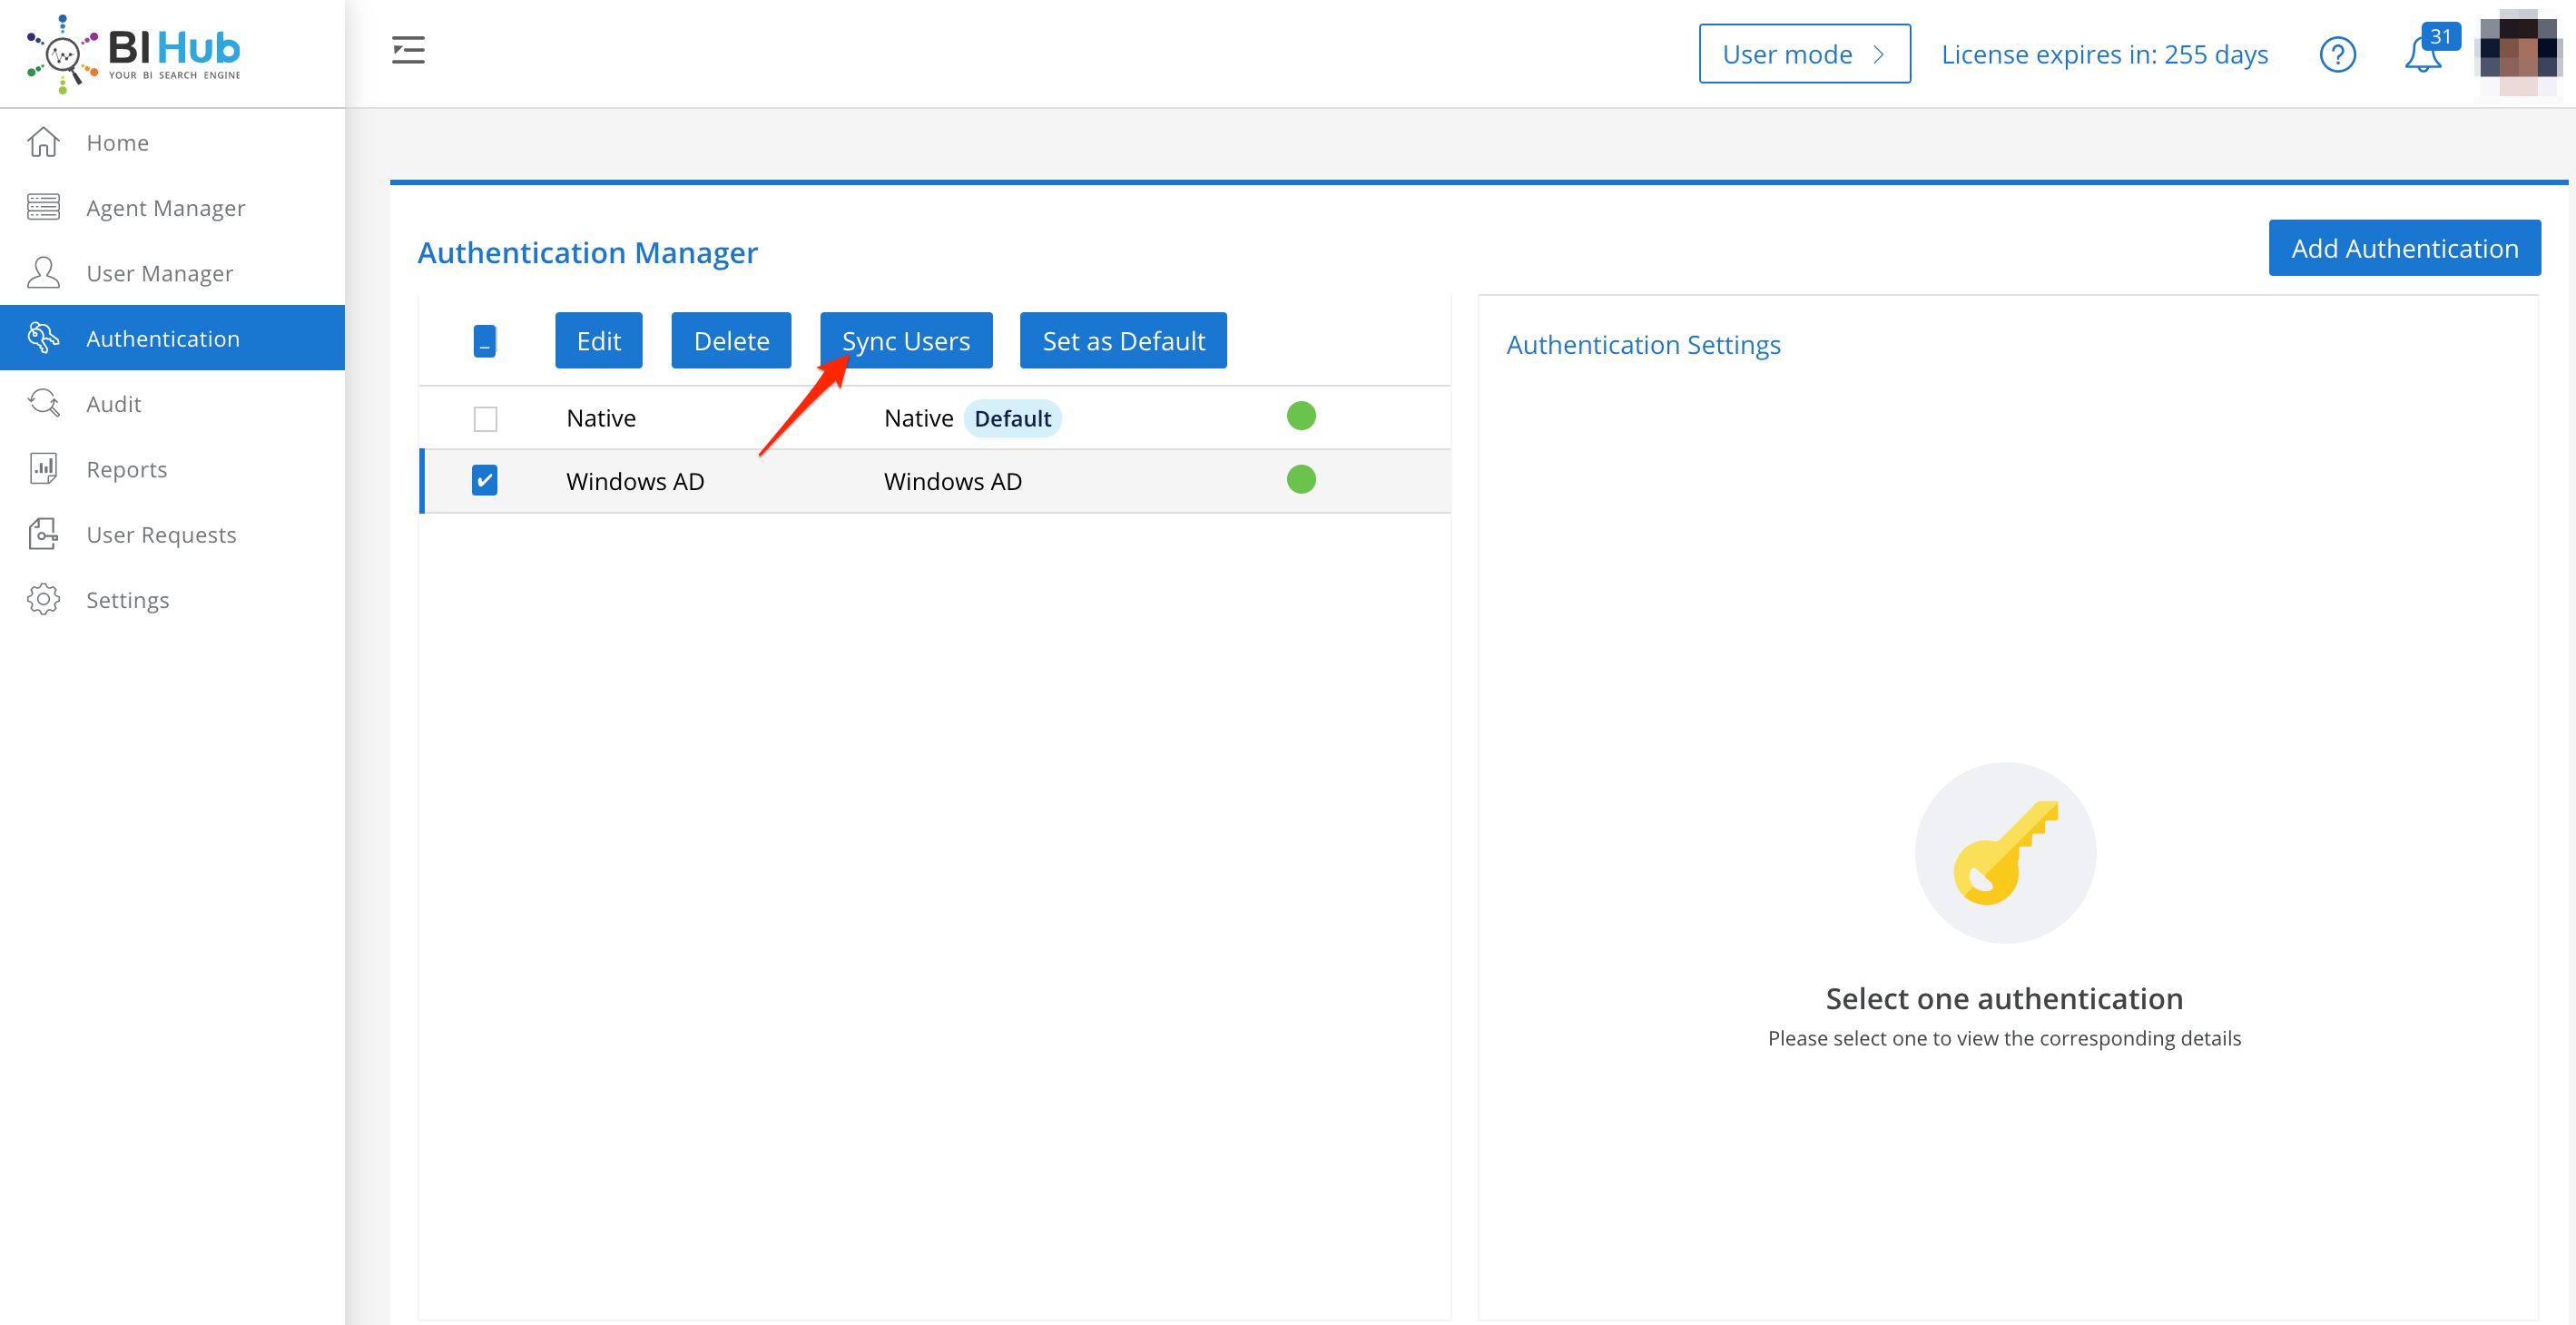 BI Hub
YOUR BI SEARCH ENGINE
User mode
License expires in: 255 days
?
31
Home
Agent Manager
User Manager
Authentication
Audit
Reports
User Requests
Settings
Authentication Manager
Add Authentication
Edit Delete Sync Users Set as Default
Native Native Default
Windows AD Windows AD
Authentication Settings
Select one authentication
Please select one to view the corresponding details